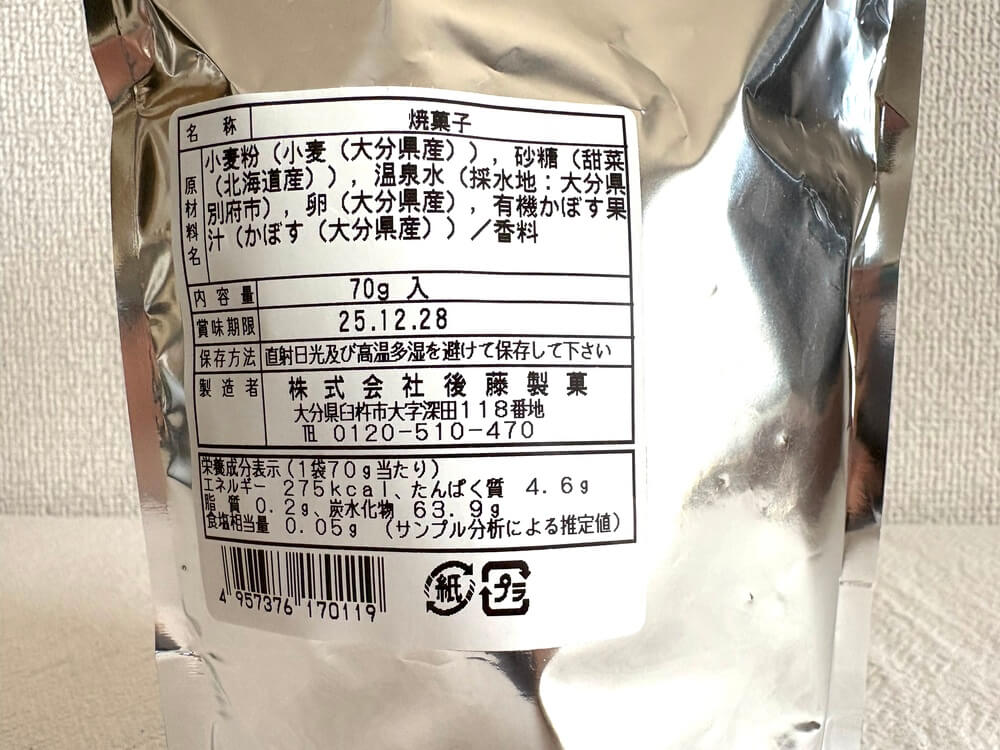 名称 焼菓子
原材料名 小麦粉（小麦（大分県産））, 砂糖（甜菜
（北海道産））, 温泉水（採水地：大分県
別府市）, 卵（大分県産）, 有機かぼす果
汁（かぼす（大分県産））／香料
内容量 70g 入
賞味期限 25.12.28
保存方法 直射日光及び高温多湿を避けて保存して下さい
製造者 株式会社後藤製菓
大分県臼杵市大字深田118番地
℡ 0120-510-470
栄養成分表示（1袋70g当たり）
エネルギー 275kcal、たんぱく質 4.6g
脂質 0.2g、炭水化物 63.9g
食塩相当量 0.05g （サンプル分析による推定値）
4 957376 170119
紙 プラ